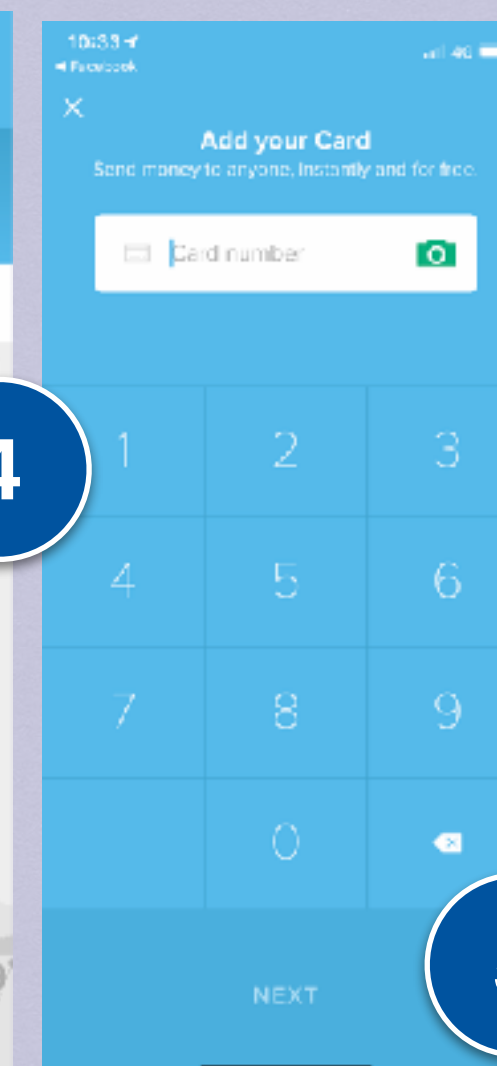 10:33
4G
◀ Facebook
Add your Card
Send money to anyone, instantly and for free.
Card number
1 2 3
4
4 5 6
7 8 9
0
NEXT